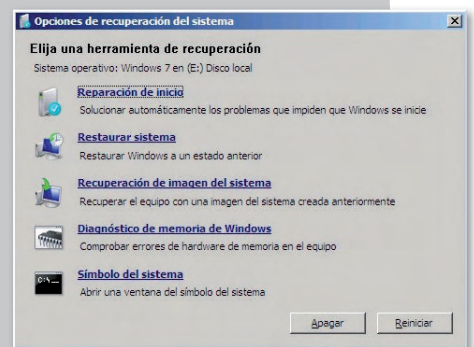 Opciones de recuperación del sistema
Elija una herramienta de recuperación
Sistema operativo: Windows 7 en (E:) Disco local
Reparación de inicio
Solucionar automáticamente los problemas que impiden que Windows se inicie
Restaurar sistema
Restaurar Windows a un estado anterior
Recuperación de imagen del sistema
Recuperar el equipo con una imagen del sistema creada anteriormente
Diagnóstico de memoria de Windows
Comprobar errores de hardware de memoria en el equipo
C:\_
Símbolo del sistema
Abrir una ventana del símbolo del sistema
Apagar Reiniciar